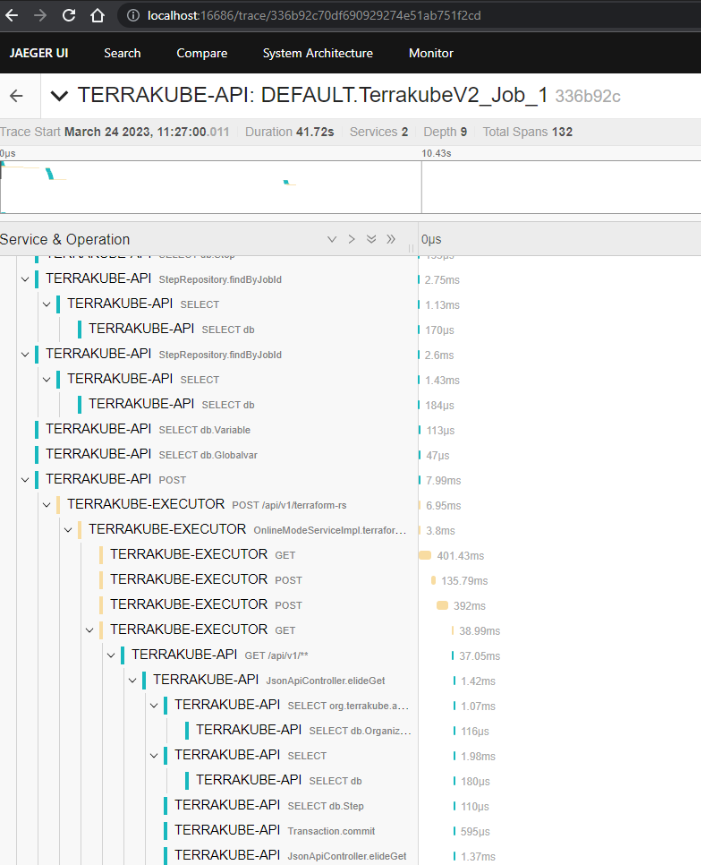 localhost:16686/trace/336b92c70df690929274e51ab751f2cd
JAEGER UI Search Compare System Architecture Monitor
TERRAKUBE-API: DEFAULT.TerrakubeV2_Job_1 336b92c
Trace Start March 24 2023, 11:27:00.011 Duration 41.72s Services 2 Depth 9 Total Spans 132
0μs 10.43s
Service & Operation 0μs
TERRAKUBE-API SELECT db.Step 135μs
TERRAKUBE-API StepRepository.findByJobId 2.75ms
TERRAKUBE-API SELECT 1.13ms
TERRAKUBE-API SELECT db 170μs
TERRAKUBE-API StepRepository.findByJobId 2.6ms
TERRAKUBE-API SELECT 1.43ms
TERRAKUBE-API SELECT db 184μs
TERRAKUBE-API SELECT db.Variable 113μs
TERRAKUBE-API SELECT db.Globalvar 47μs
TERRAKUBE-API POST 7.99ms
TERRAKUBE-EXECUTOR POST /api/v1/terraform-rs 6.95ms
TERRAKUBE-EXECUTOR OnlineModeServiceImpl.terrafor... 3.8ms
TERRAKUBE-EXECUTOR GET 401.43ms
TERRAKUBE-EXECUTOR POST 135.79ms
TERRAKUBE-EXECUTOR POST 392ms
TERRAKUBE-EXECUTOR GET 38.99ms
TERRAKUBE-API GET /api/v1/** 37.05ms
TERRAKUBE-API JsonApiController.elideGet 1.42ms
TERRAKUBE-API SELECT org.terrakube.a... 1.07ms
TERRAKUBE-API SELECT db.Organiz... 116μs
TERRAKUBE-API SELECT 1.98ms
TERRAKUBE-API SELECT db 180μs
TERRAKUBE-API SELECT db.Step 110μs
TERRAKUBE-API Transaction.commit 595μs
TERRAKUBE-API JsonApiController.elideGet 1.37ms